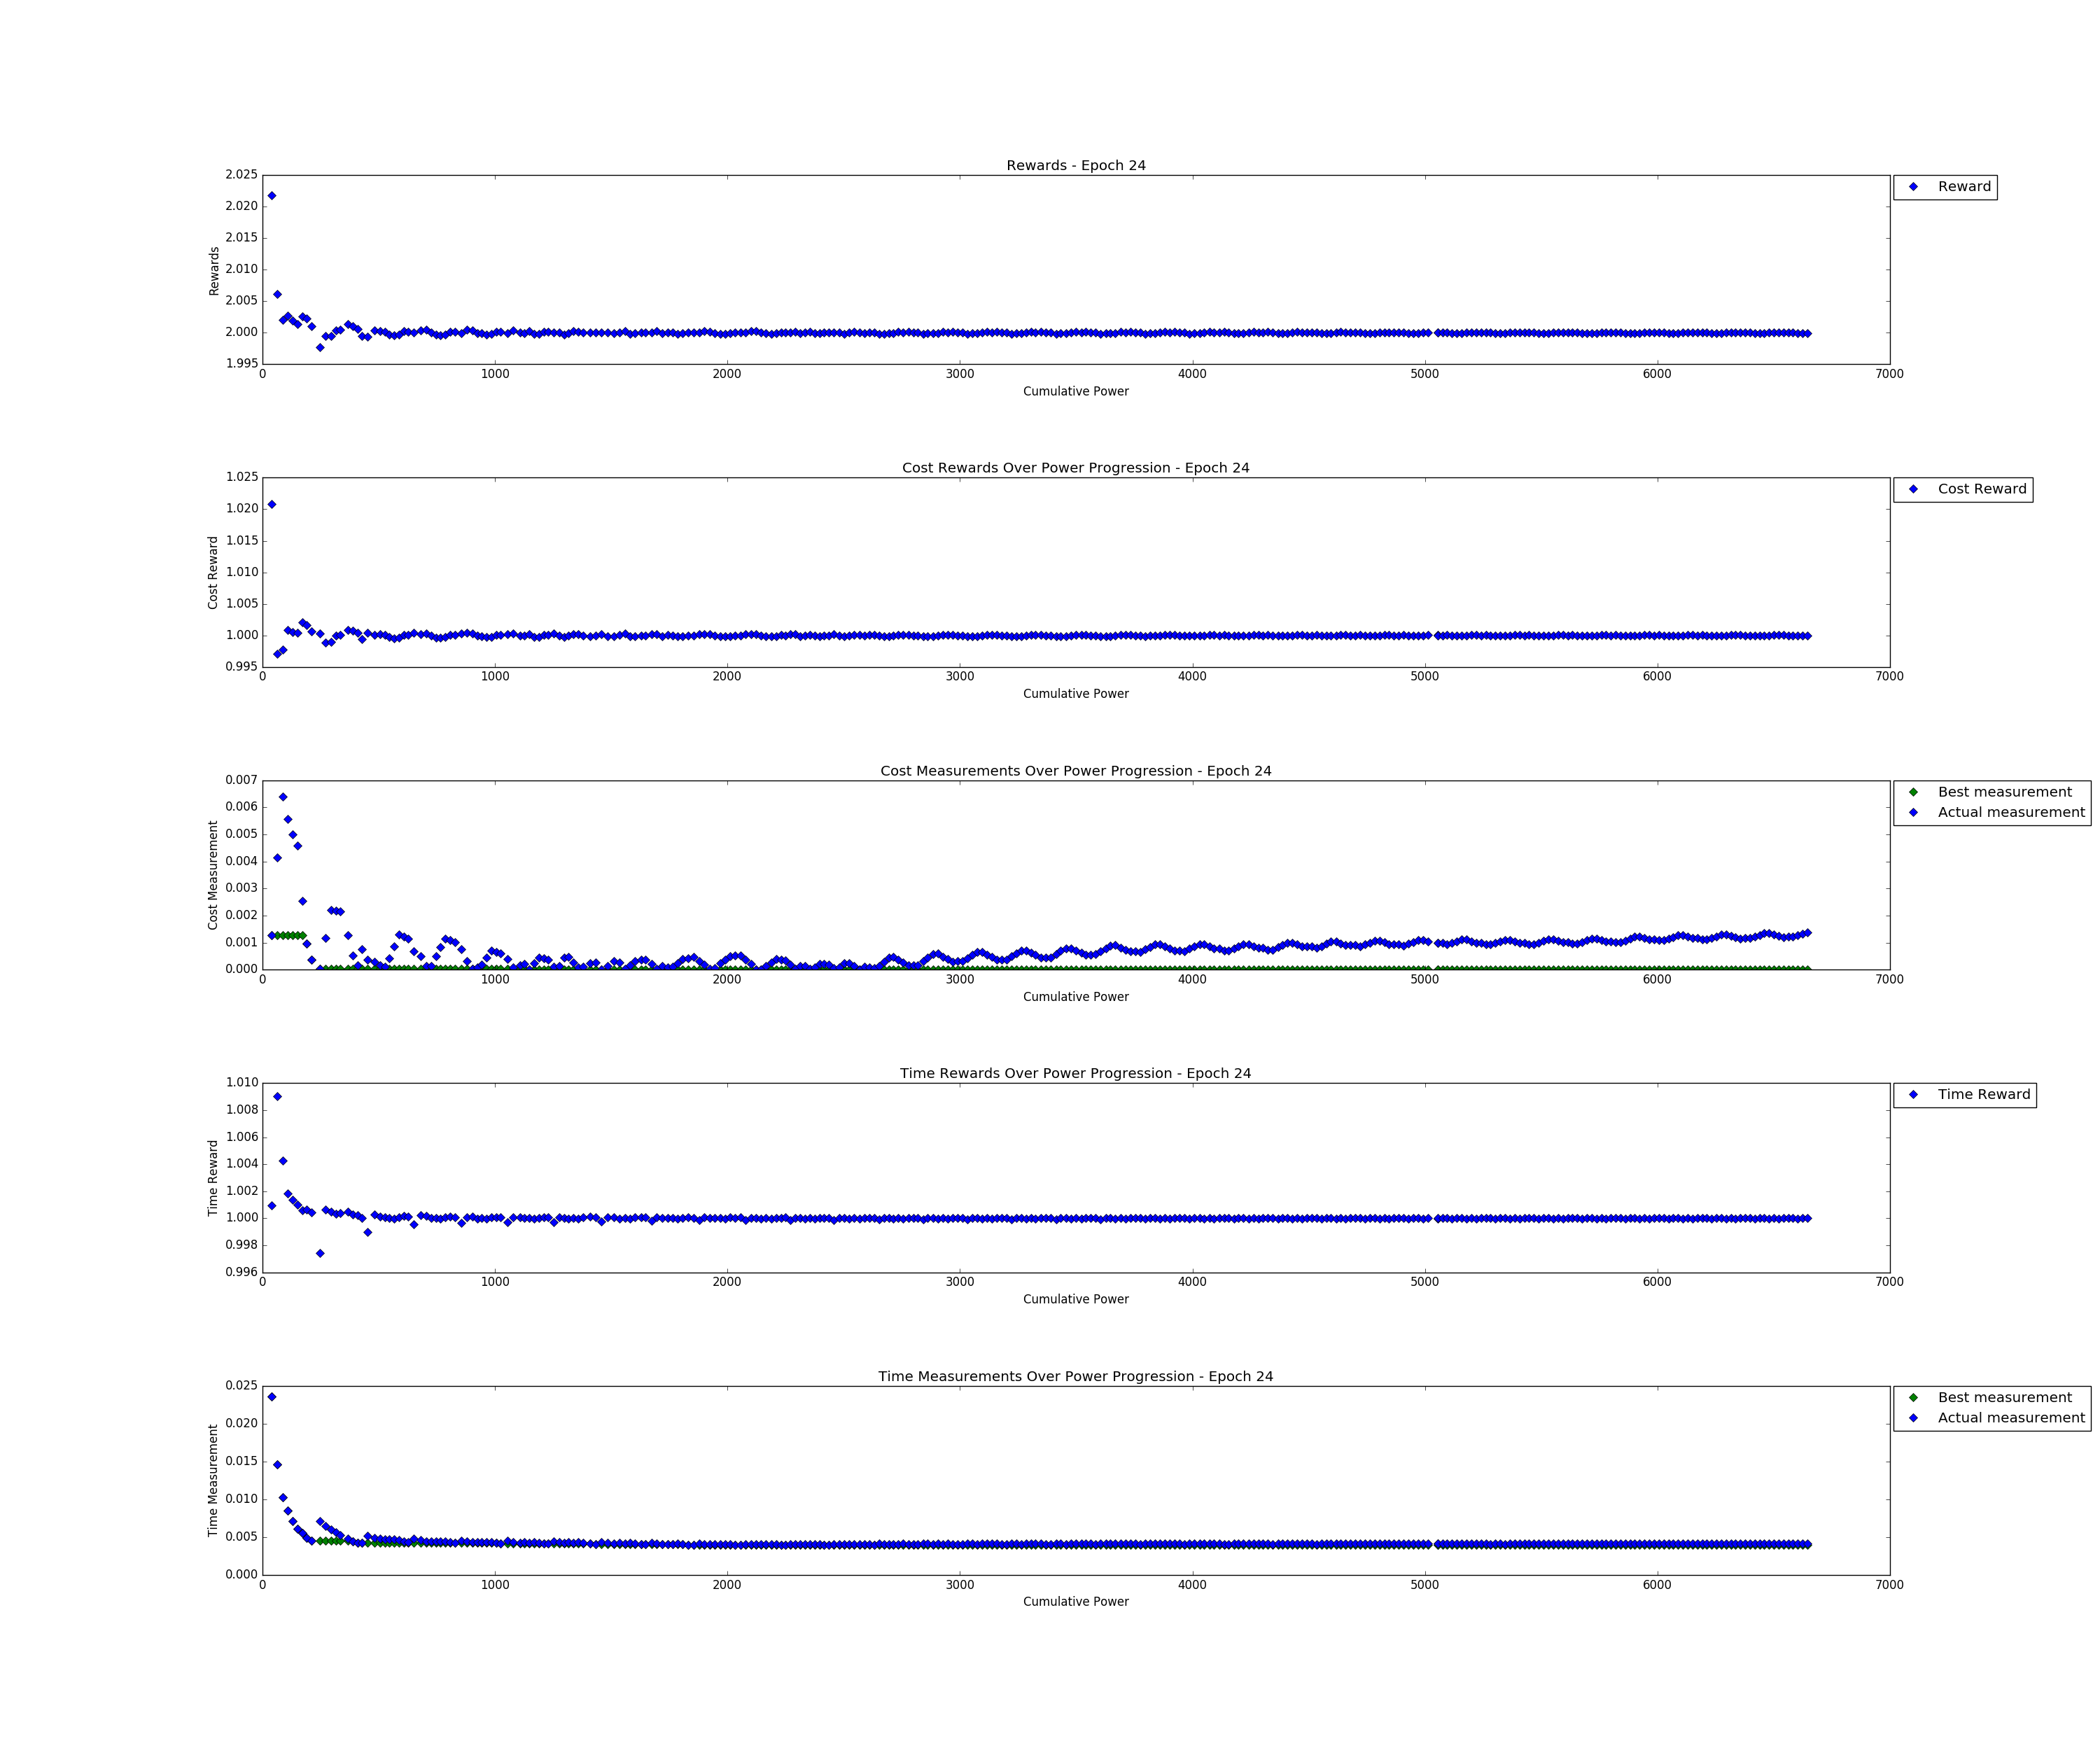 Rewards - Epoch 24
2.025
2.020
2.015
2.010
2.005
2.000
1.995
Rewards
0 1000 2000 3000 4000 5000 6000 7000
Cumulative Power
Reward
Cost Rewards Over Power Progression - Epoch 24
1.025
1.020
1.015
1.010
1.005
1.000
0.995
Cost Reward
0 1000 2000 3000 4000 5000 6000 7000
Cumulative Power
Cost Reward
Cost Measurements Over Power Progression - Epoch 24
0.007
0.006
0.005
0.004
0.003
0.002
0.001
0.000
Cost Measurement
0 1000 2000 3000 4000 5000 6000 7000
Cumulative Power
Best measurement
Actual measurement
Time Rewards Over Power Progression - Epoch 24
1.010
1.008
1.006
1.004
1.002
1.000
0.998
0.996
Time Reward
0 1000 2000 3000 4000 5000 6000 7000
Cumulative Power
Time Reward
Time Measurements Over Power Progression - Epoch 24
0.025
0.020
0.015
0.010
0.005
0.000
Time Measurement
0 1000 2000 3000 4000 5000 6000 7000
Cumulative Power
Best measurement
Actual measurement